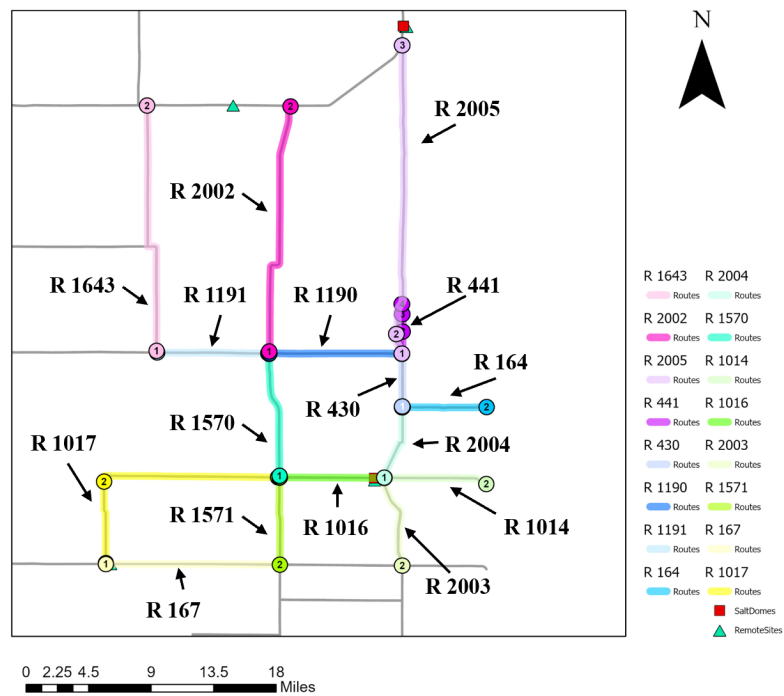 N
3
2
2
R 2005
R 2002
R 1643
R 1191
R 1190
R 441
3
2
1
1
1
R 164
R 430
1
2
R 2004
R 1570
R 1017
2
1
1
2
R 1571
R 1016
R 1014
1
2
2
R 167
R 2003
R 1643 R 2004
Routes Routes
R 2002 R 1570
Routes Routes
R 2005 R 1014
Routes Routes
R 441 R 1016
Routes Routes
R 430 R 2003
Routes Routes
R 1190 R 1571
Routes Routes
R 1191 R 167
Routes Routes
R 164 R 1017
Routes Routes
SaltDomes
RemoteSites
0 2.25 4.5 9 13.5 18
Miles